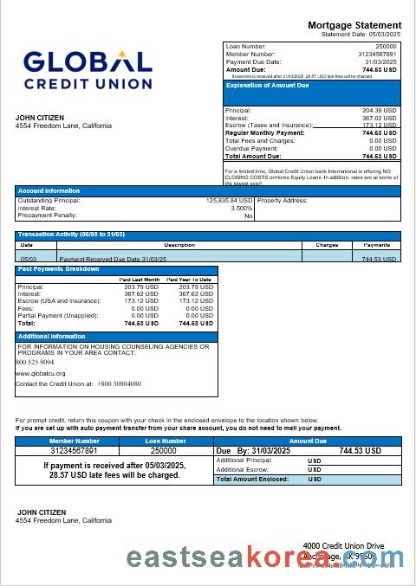 Mortgage Statement
Statement Date: 05/03/2025
GLOBAL
CREDIT UNION
Loan Number: 250000
Member Number: 31234567891
Payment Due Date: 31/03/2025
Amount Due: 744.53 USD
If payment is received after 31/03/2025, 28.57 USD late fees will be charged.
Explanation of Amount Due
Principal: 204.39 USD
Interest: 367.02 USD
Escrow (Taxes and Insurance): 173.12 USD
Regular Monthly Payment: 744.53 USD
Total Fees and Charges: 0.00 USD
Overdue Payment: 0.00 USD
Total Amount Due: 744.53 USD
For a limited time, Global Credit Union bank International is offering NO
CLOSING COSTS on Home Equity Loans. In addition, rates are at some of
the lowest ever!
JOHN CITIZEN
4554 Freedom Lane, California
Account Information
Outstanding Principal: 125,835.84 USD Property Address:
Interest Rate: 3.500%
Prepayment Penalty: No
Transaction Activity (06/05 to 31/03)
Date Description Charges Payments
05/03 Payment Received Due Date 31/03/25 744.53 USD
Past Payments Breakdown
Paid Last Month Paid Year To Date
Principal: 203.79 USD 203.79 USD
Interest: 367.62 USD 367.62 USD
Escrow (USA and Insurance): 173.12 USD 173.12 USD
Fees: 0.00 USD 0.00 USD
Partial Payment (Unapplied): 0.00 USD 0.00 USD
Total: 744.53 USD 744.53 USD
Additional Information
FOR INFORMATION ON HOUSING COUNSELING AGENCIES OR
PROGRAMS IN YOUR AREA CONTACT:
800 525 9094
www.globalcu.org
Contact the Credit Union at: +800 30804080
For prompt credit, return this coupon with your check in the enclosed envelope to the location shown below.
If you are set up with auto payment transfer from your share account, you do not need to mail your payment.
Member Number Loan Number Amount Due
31234567891 250000 Due By: 31/03/2025 744.53 USD
If payment is received after 05/03/2025,
28.57 USD late fees will be charged.
Additional Principal: USD
Additional Escrow: USD
Total Amount Enclosed: USD
JOHN CITIZEN
4554 Freedom Lane, California
4000 Credit Union Drive
eastseakorea.com